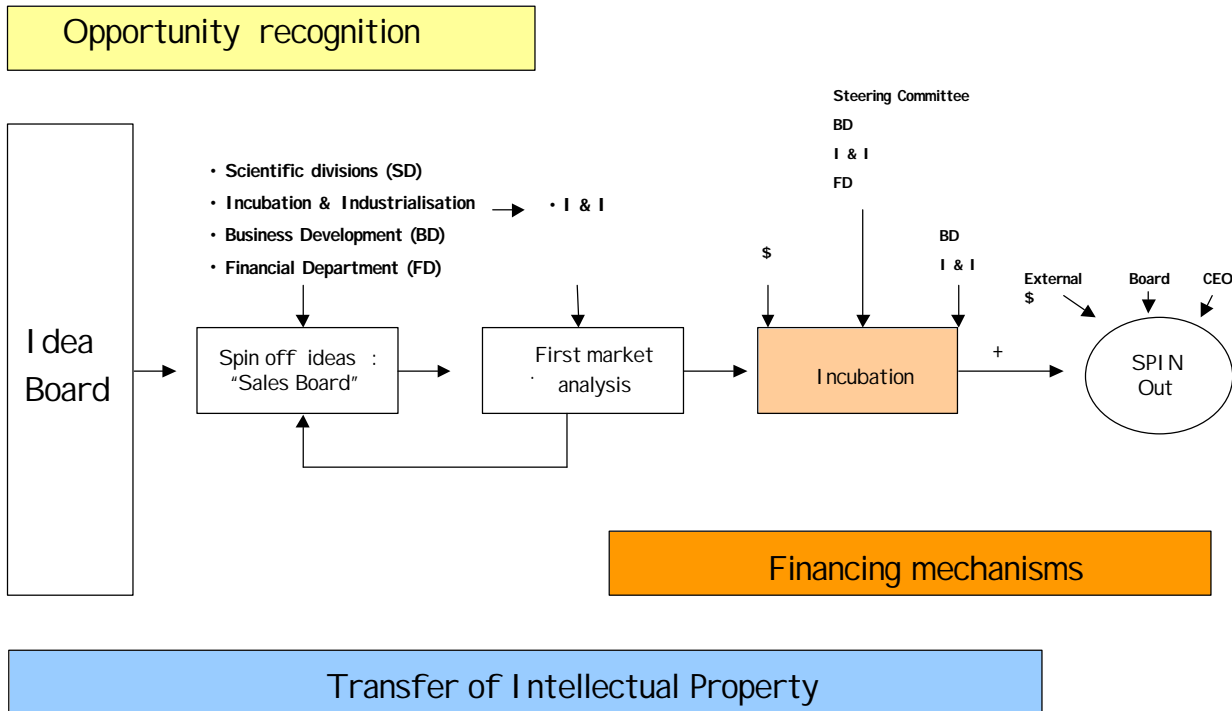 Opportunity recognition
Steering Committee
BD
I & I
FD
• Scientific divisions (SD)
• Incubation & Industrialisation
• Business Development (BD)
• Financial Department (FD)
• I & I
$
BD
I & I
External
$
Board
CEO
Idea
Board
Spin off ideas :
“Sales Board”
First market
analysis
Incubation
+
SPIN
Out
Financing mechanisms
Transfer of Intellectual Property